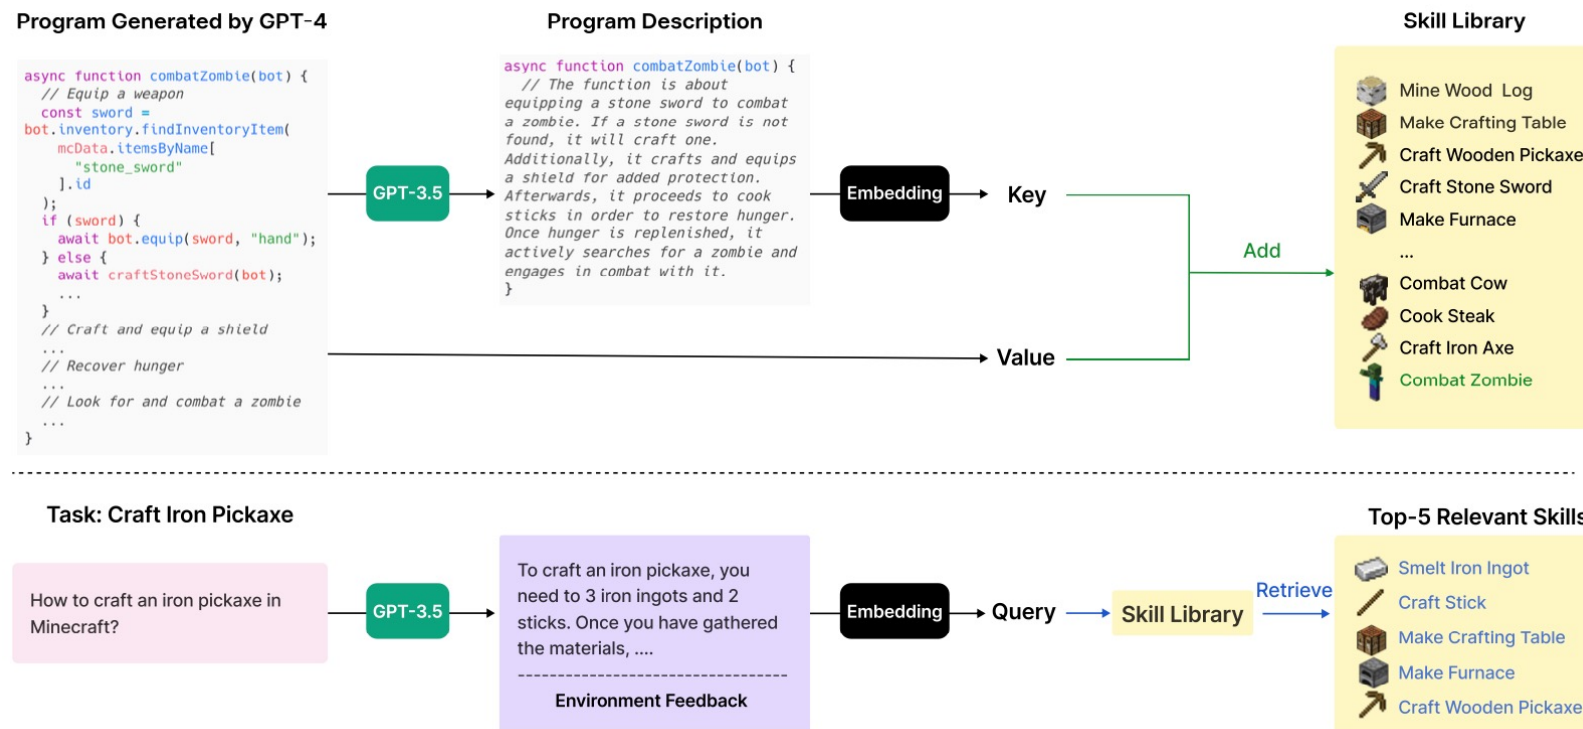 Program Generated by GPT-4
async function combatZombie(bot) {
// Equip a weapon
const sword =
bot.inventory.findInventoryItem(
mcData.itemsByName[
"stone_sword"
].id
);
if (sword) {
await bot.equip(sword, "hand");
} else {
await craftStoneSword(bot);
...
}
// Craft and equip a shield
...
// Recover hunger
...
// Look for and combat a zombie
...
}
GPT-3.5
Program Description
async function combatZombie(bot) {
// The function is about
equipping a stone sword to combat
a zombie. If a stone sword is not
found, it will craft one.
Additionally, it crafts and equips
a shield for added protection.
Afterwards, it proceeds to cook
sticks in order to restore hunger.
Once hunger is replenished, it
actively searches for a zombie and
engages in combat with it.
}
Embedding
Key
Value
Add
Skill Library
Mine Wood Log
Make Crafting Table
Craft Wooden Pickaxe
Craft Stone Sword
Make Furnace
...
Combat Cow
Cook Steak
Craft Iron Axe
Combat Zombie
Task: Craft Iron Pickaxe
How to craft an iron pickaxe in
Minecraft?
GPT-3.5
To craft an iron pickaxe, you
need to 3 iron ingots and 2
sticks. Once you have gathered
the materials, ....
Environment Feedback
Embedding
Query
Skill Library
Retrieve
Top-5 Relevant Skills
Smelt Iron Ingot
Craft Stick
Make Crafting Table
Make Furnace
Craft Wooden Pickaxe